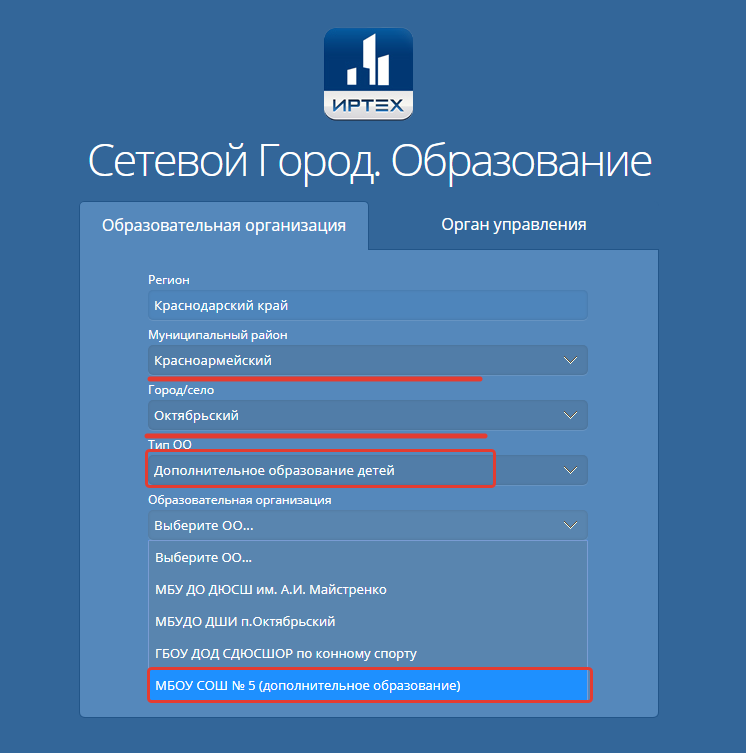 ИРТЕХ
Сетевой Город. Образование
Образовательная организация
Орган управления
Регион
Краснодарский край
Муниципальный район
Красноармейский
Город/село
Октябрьский
Тип ОО
Дополнительное образование детей
Образовательная организация
Выберите ОО...
Выберите ОО...
МБУ ДО ДЮСШ им. А.И. Майстренко
МБУДО ДШИ п.Октябрьский
ГБОУ ДОД СДЮСШОР по конному спорту
МБОУ СОШ № 5 (дополнительное образование)